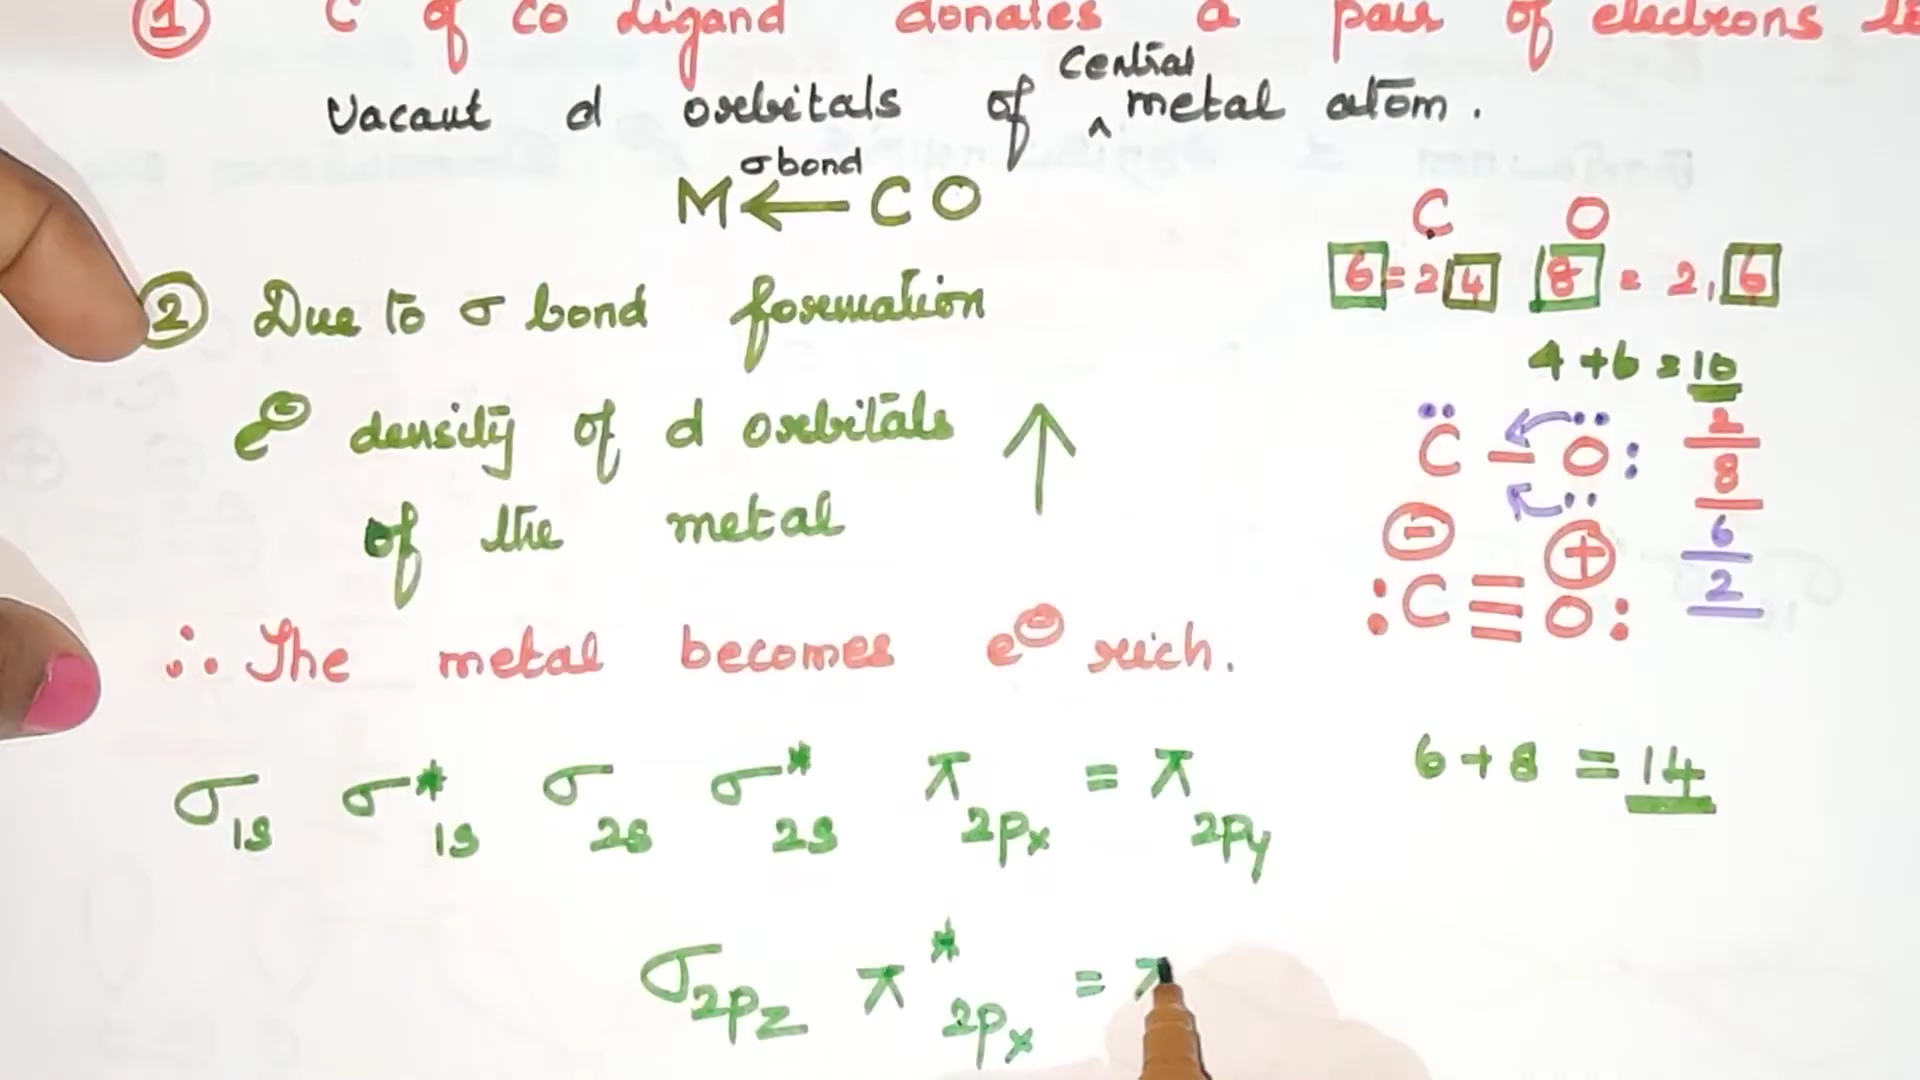 ① C of CO Ligand donates a pair of electrons to
Vacant d orbitals of ^ metal atom.
Central
σ bond
M ← CO
② Due to σ bond formation
e⊖ density of d orbitals ↑
of the metal
∴ The metal becomes e⊖ rich.
σ1s σ*1s σ2s σ*2s π2px = π2py
σ2pz π*2px = π
C O
6 = 2 4 8 = 2, 6
4 + 6 = 10
C – O :
2
8
6
2
⊖ ⊕
: C ≡ O :
6 + 8 = 14